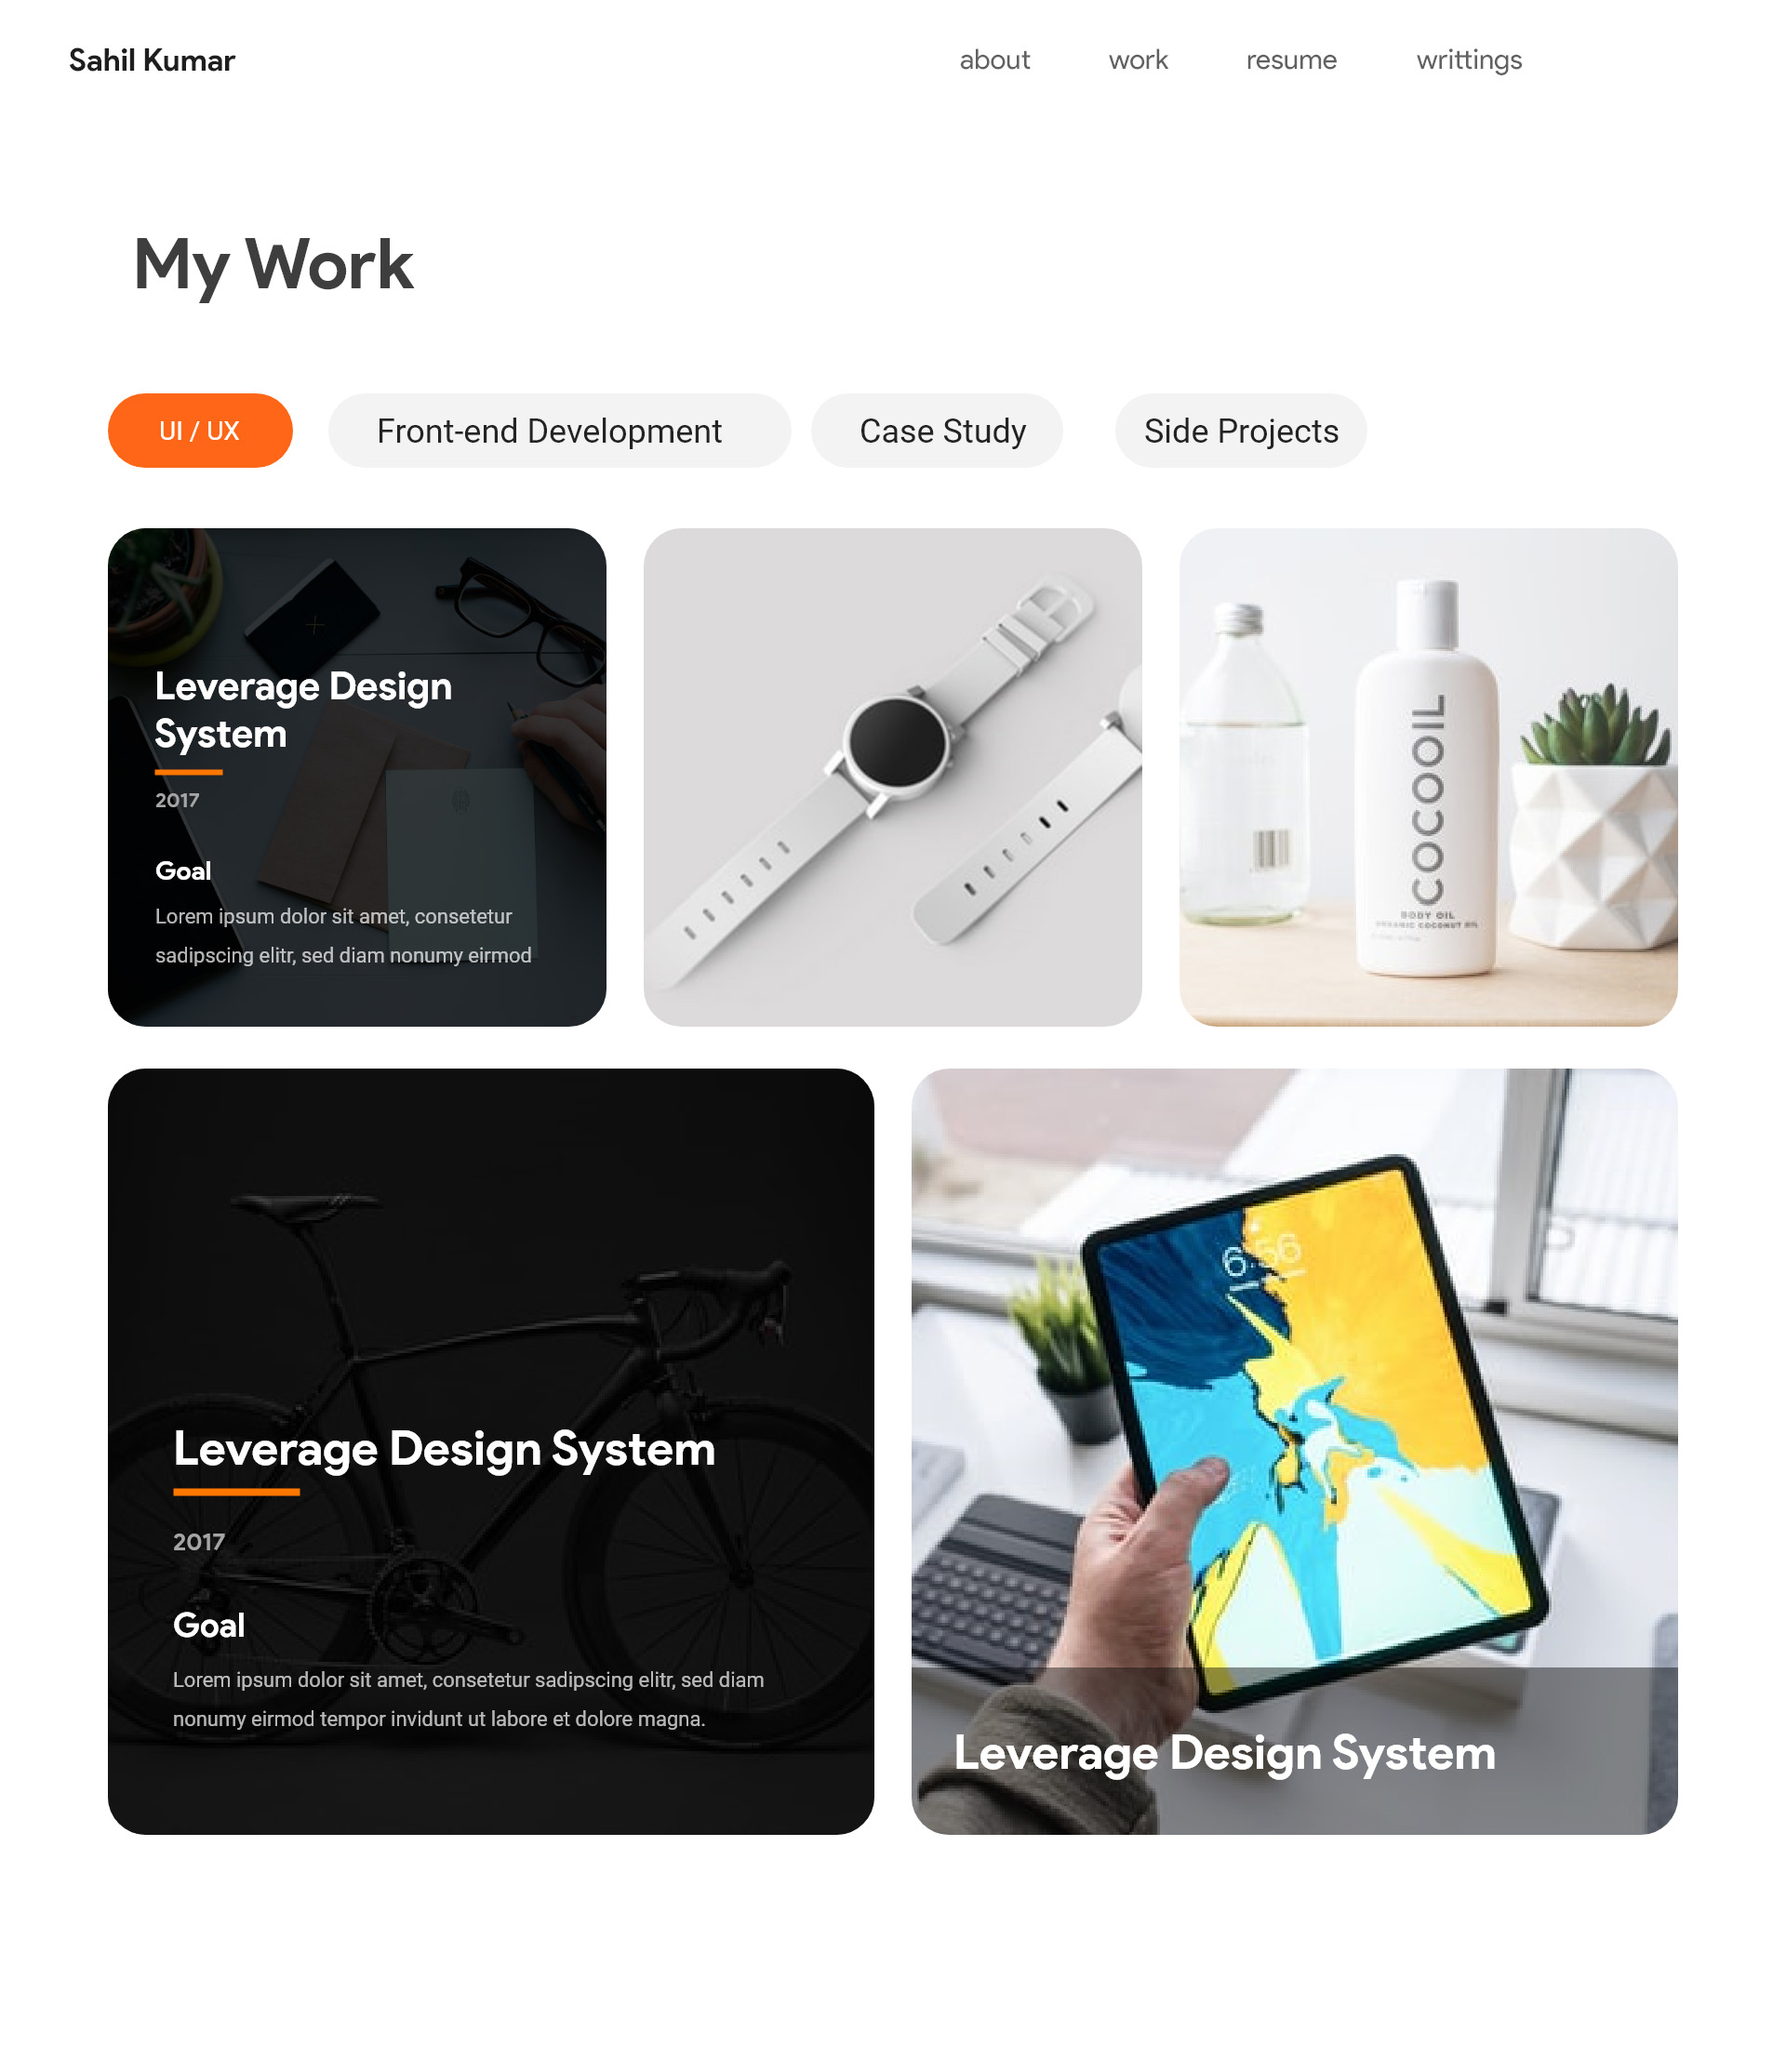 Sahil Kumar
about
work
resume
writtings
My Work
UI / UX
Front-end Development
Case Study
Side Projects
Leverage Design
System
2017
Goal
Lorem ipsum dolor sit amet, consetetur
sadipscing elitr, sed diam nonumy eirmod
COCOOIL
BODY OIL
ORGANIC COCONUT OIL
Leverage Design System
2017
Goal
Lorem ipsum dolor sit amet, consetetur sadipscing elitr, sed diam
nonumy eirmod tempor invidunt ut labore et dolore magna.
6:56
Leverage Design System